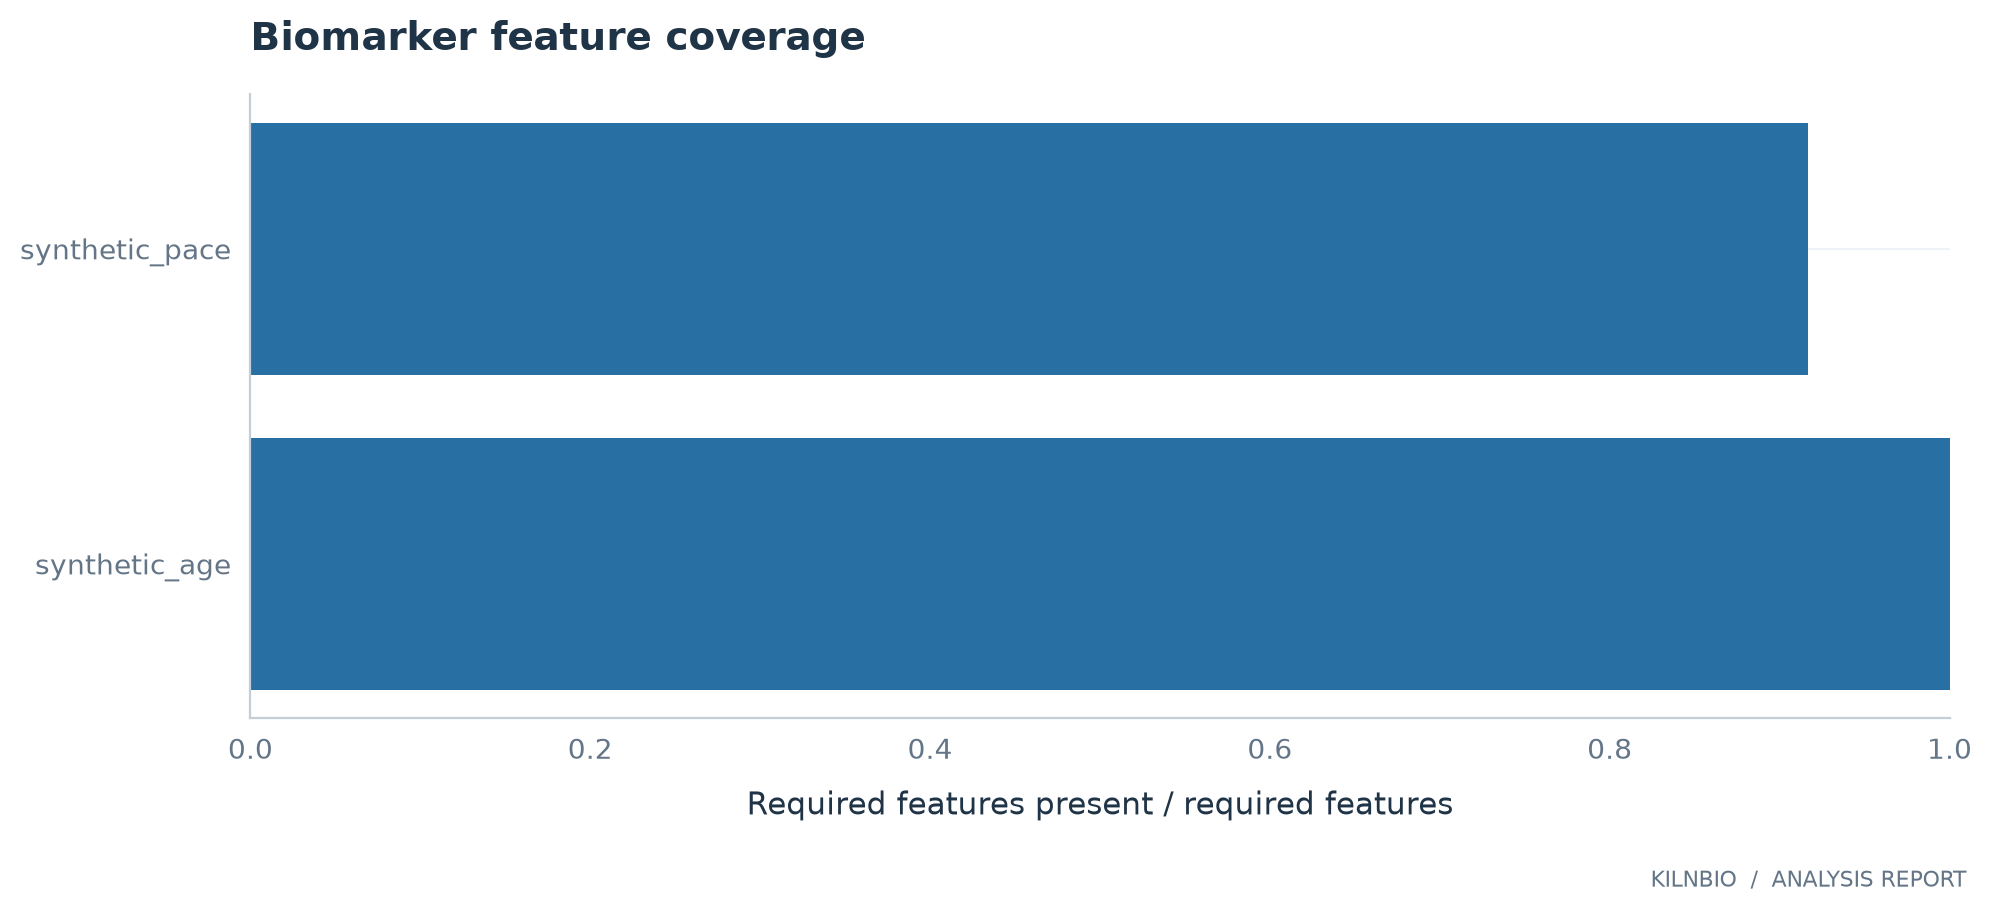 Biomarker feature coverage
synthetic_pace
synthetic_age
0.0 0.2 0.4 0.6 0.8 1.0
Required features present / required features
KILNBIO / ANALYSIS REPORT